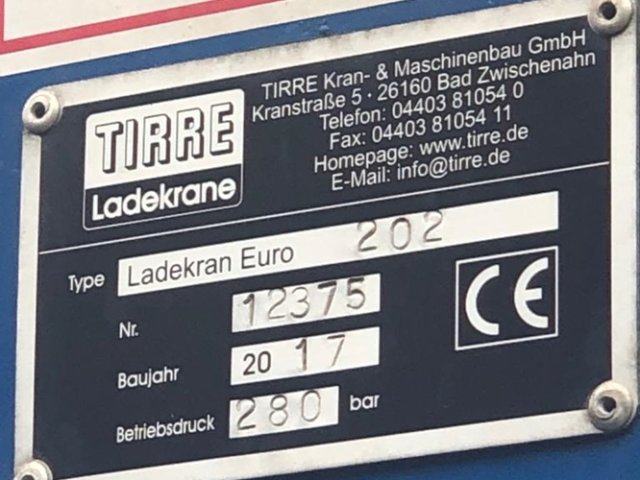 TIRRE
Ladekrane
TIRRE Kran- & Maschinenbau GmbH
Kranstraße 5 · 26160 Bad Zwischenahn
Telefon: 04403 81054 0
Fax: 04403 81054 11
Homepage: www.tirre.de
E-Mail: info@tirre.de
Type Ladekran Euro 202
Nr. 12375
Baujahr 20 17
Betriebsdruck 280 bar
CE